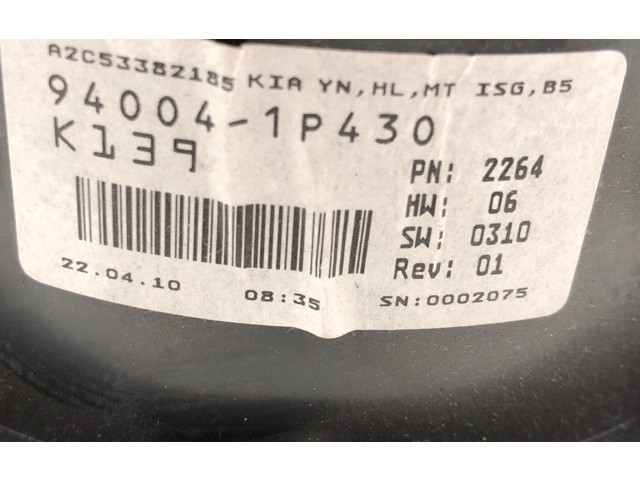 A2C53382185 KIA YN,HL,MT ISG,B5
94004-1P430
K139
PN: 2264
HW: 06
SW: 0310
Rev: 01
22.04.10 08:35 SN:0002075